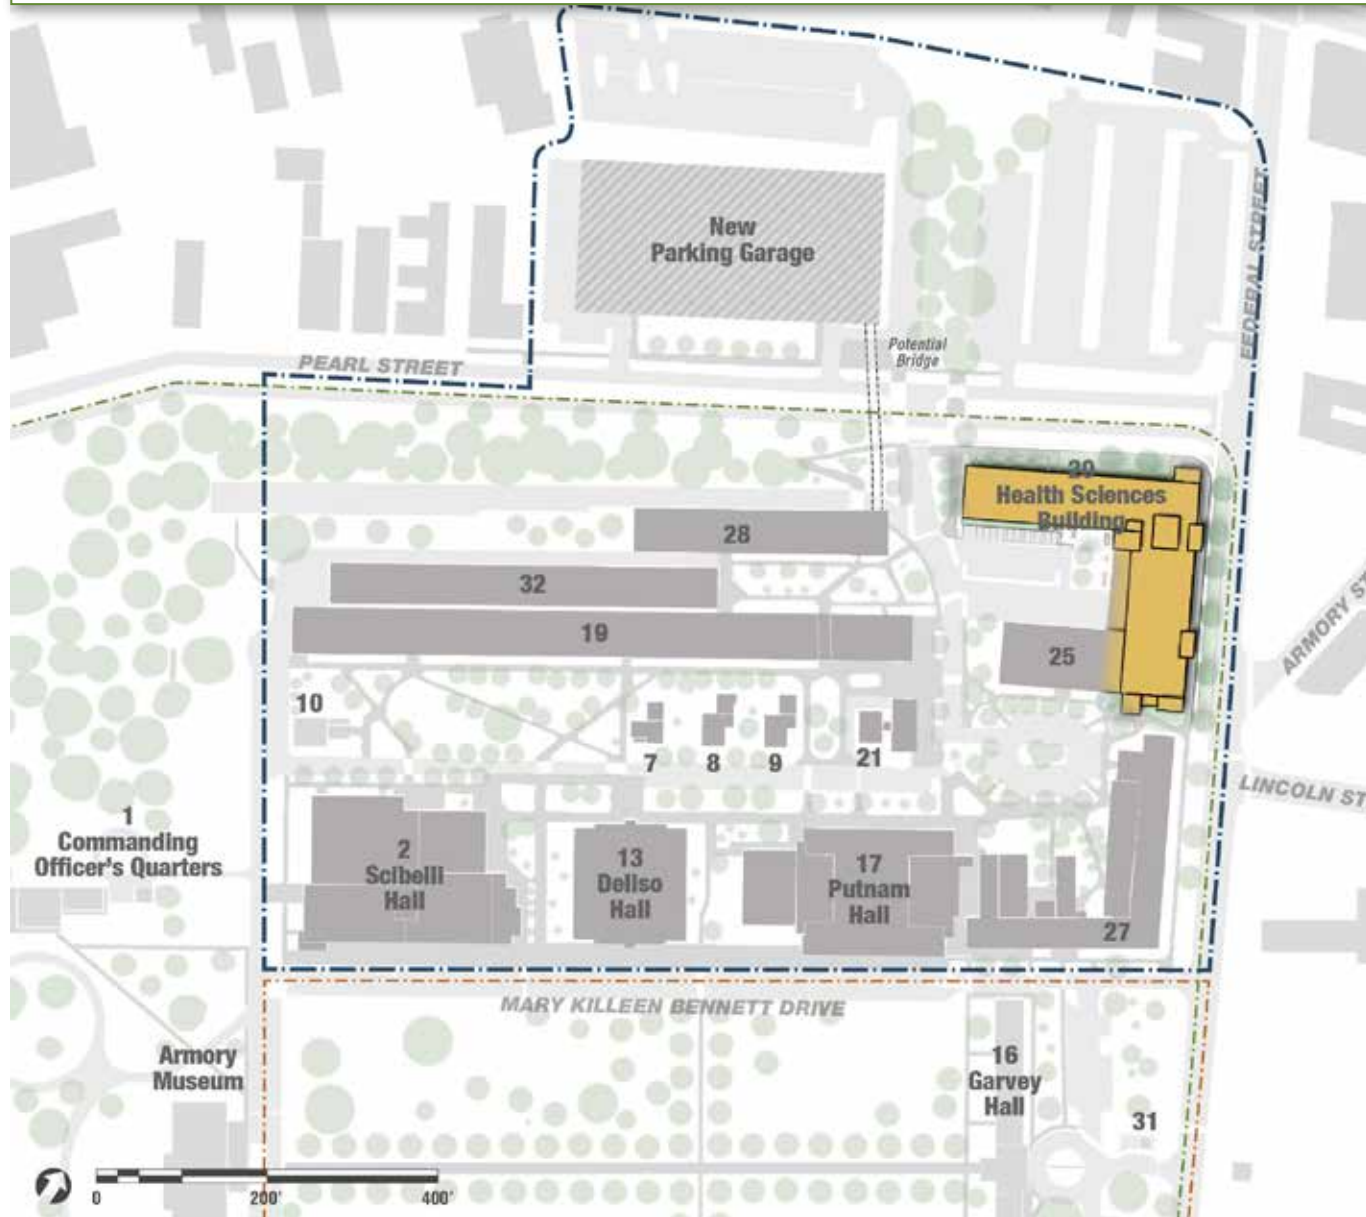 New
Parking Garage
FEDERAL STREET
Potential
Bridge
PEARL STREET
20
Health Sciences
Building
28
32
19
25
ARMORY ST
10
7
8
9
21
LINCOLN ST
1
Commanding
Officer's Quarters
2
Scibelli
Hall
13
Deliso
Hall
17
Putnam
Hall
27
MARY KILLEEN BENNETT DRIVE
Armory
Museum
16
Garvey
Hall
31
0
200'
400'